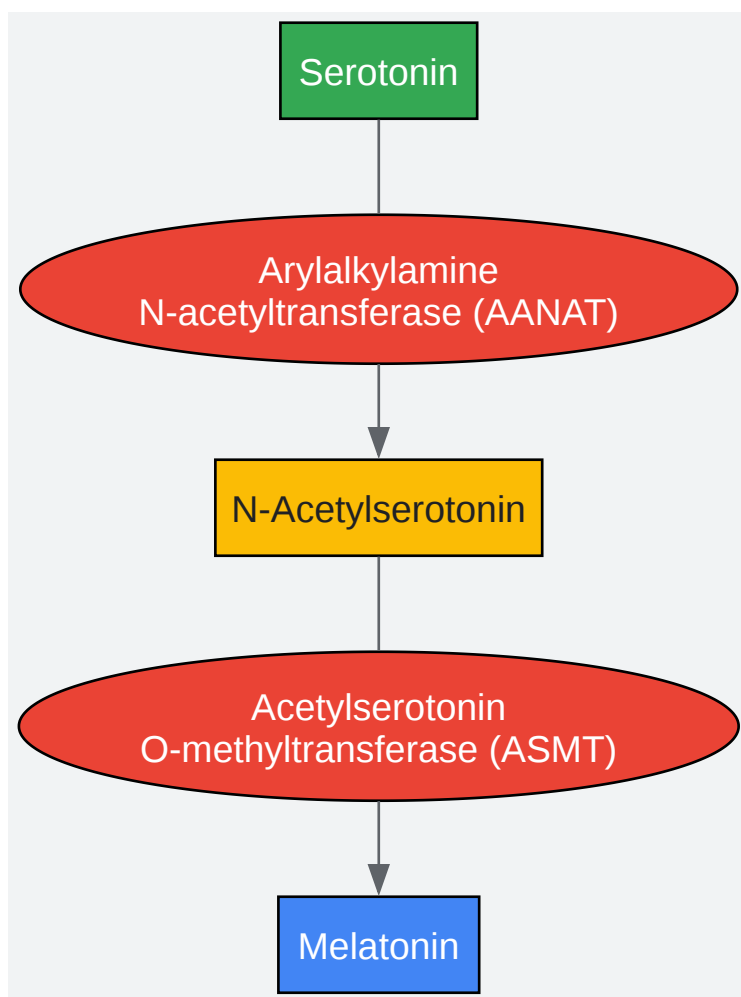 Serotonin
Arylalkylamine
N-acetyltransferase (AANAT)
N-Acetylserotonin
Acetylserotonin
O-methyltransferase (ASMT)
Melatonin